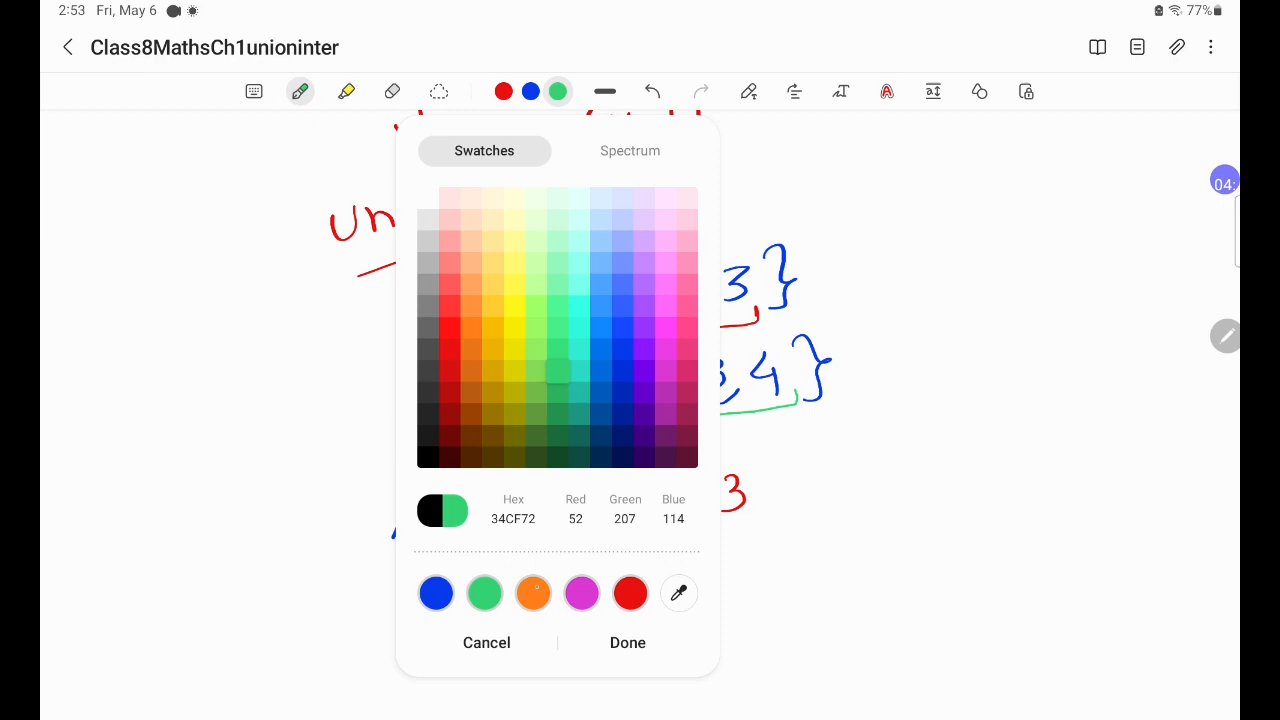 2:53 Fri, May 6 77%
Class8MathsCh1unioninter
04:
Swatches Spectrum
un
3}
3,4}
3
Hex Red Green Blue
34CF72 52 207 114
Cancel Done